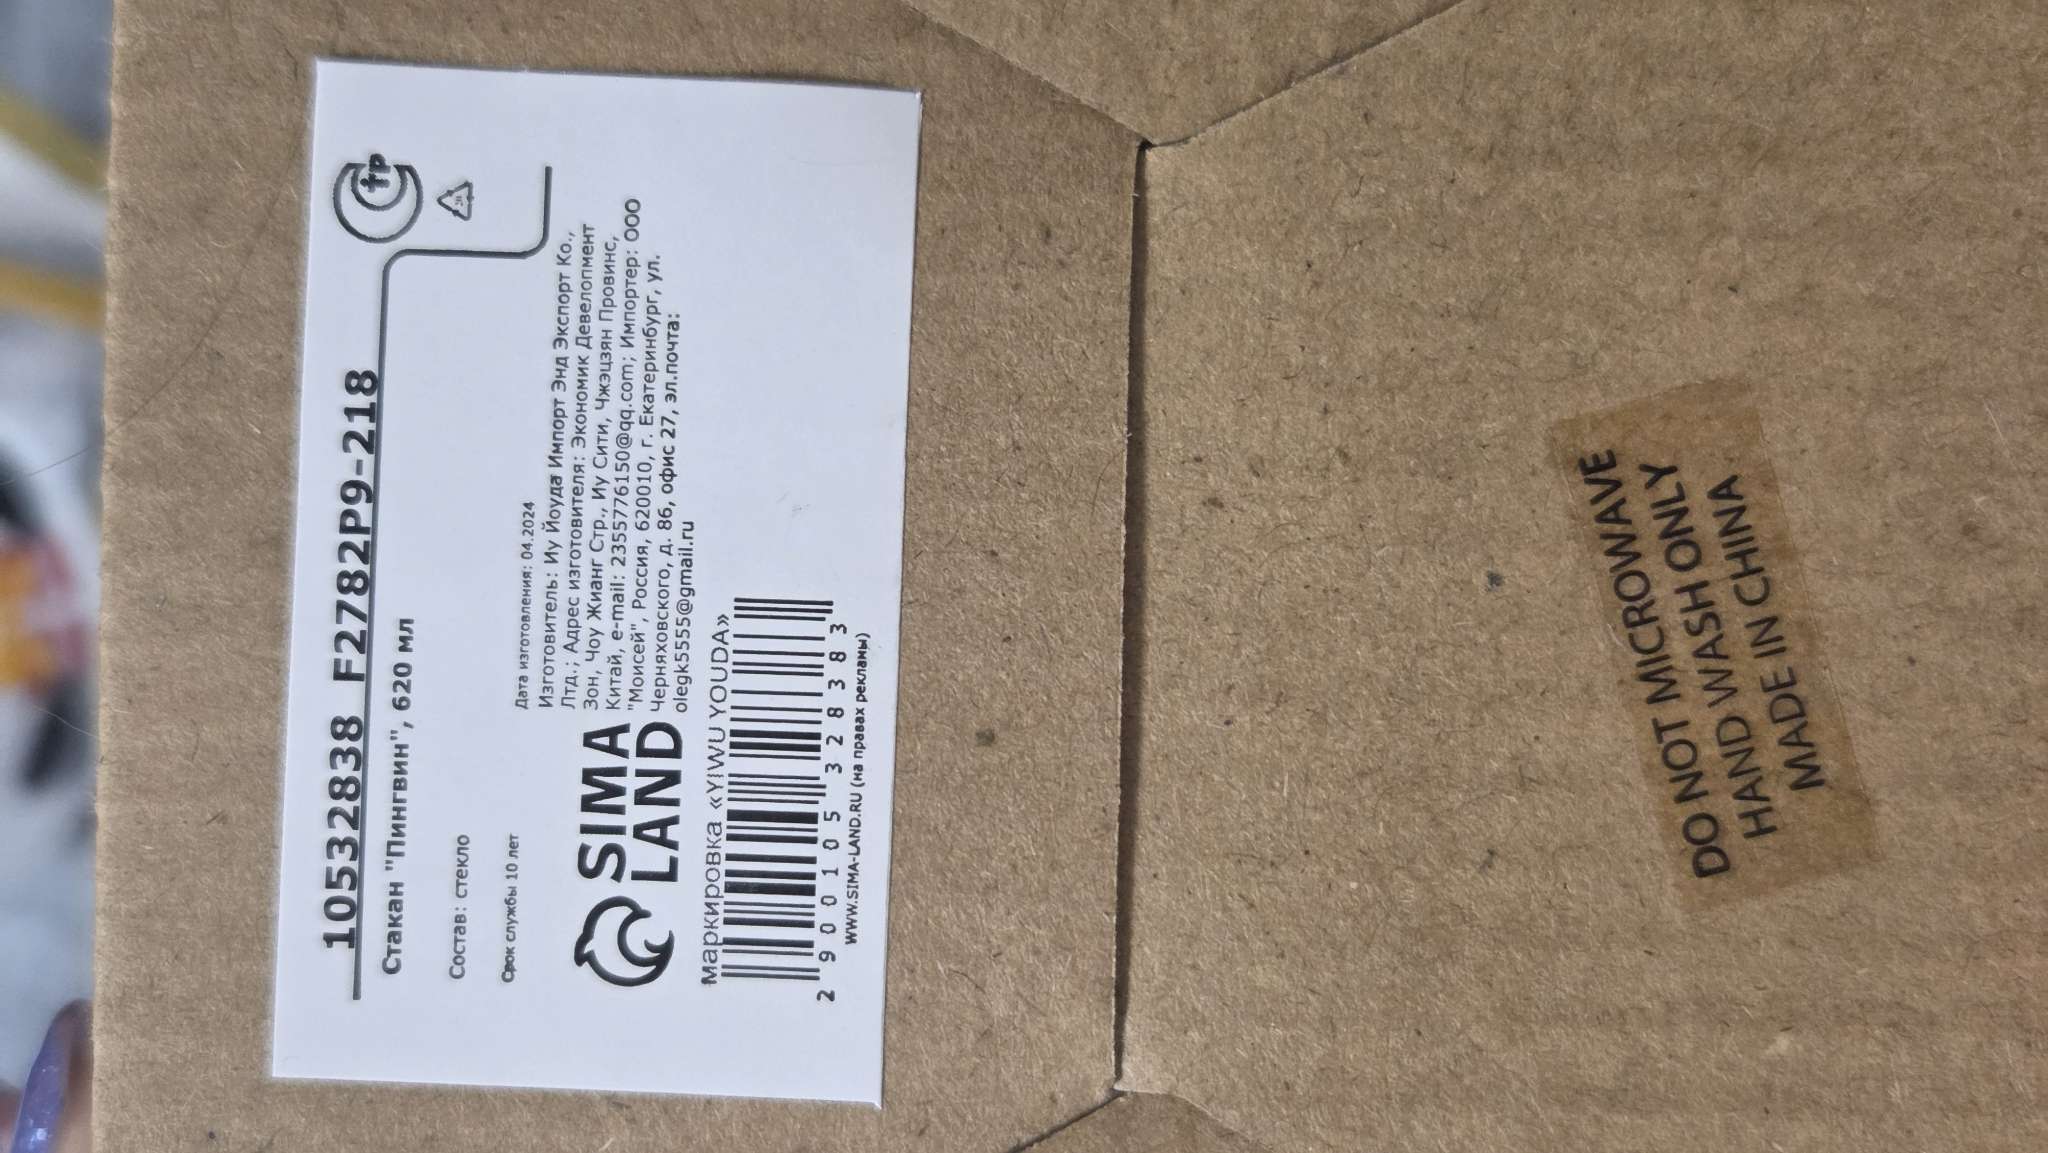 10532838 F2782P9-218
Стакан "Пингвин", 620 мл
Состав: стекло
Срок службы 10 лет
Дата изготовления: 04.2024
Изготовитель: Иу Йоуда Импорт Энд Экспорт Ко.,
Лтд.; Адрес изготовителя: Экономик Девелопмент
Зон, Чоу Жианг Стр., Иу Сити, Чжэцзян Провинс,
Китай, e-mail: 2355776150@qq.com; Импортер: ООО
"Моисей", Россия, 620010, г. Екатеринбург, ул.
Черняховского, д. 86, офис 27, эл.почта:
olegk5555@gmail.ru
SIMA
LAND
маркировка «YIWU YOUDA»
2 900105 328383
WWW.SIMA-LAND.RU (на правах рекламы)
DO NOT MICROWAVE
HAND WASH ONLY
MADE IN CHINA